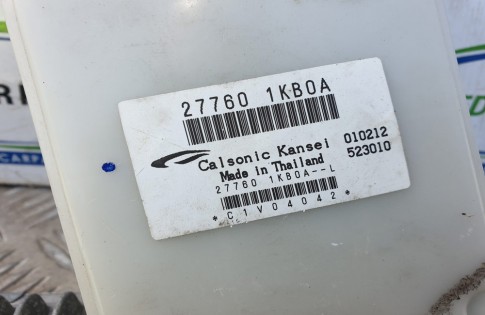 27760 1KB0A
Calsonic Kansei 010212
Made in Thailand 523010
27760 1KB0A--L
*C1V04042*